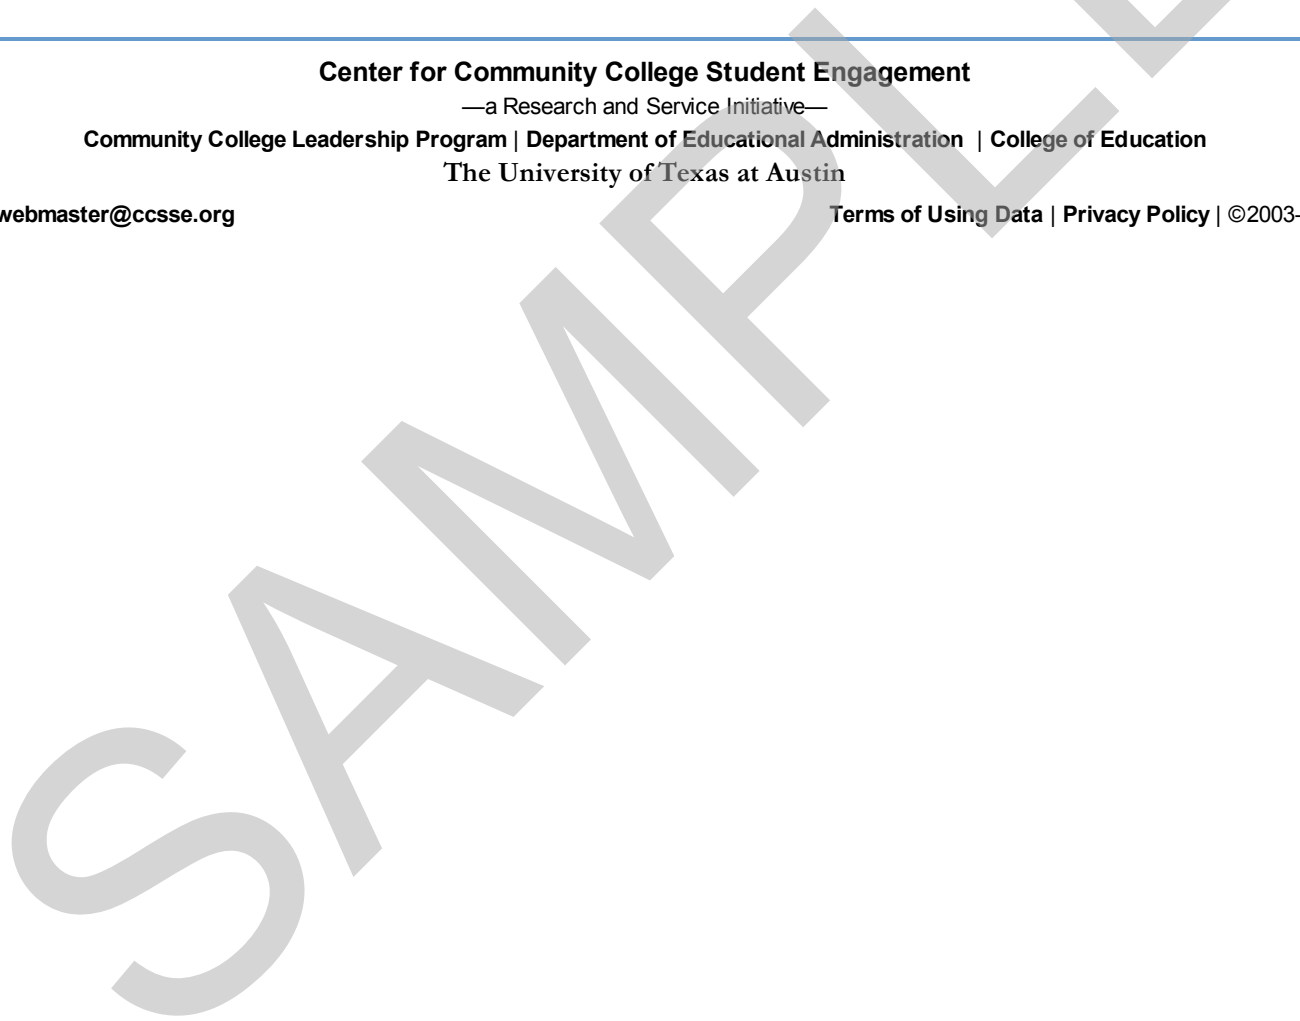 Center for Community College Student Engagement
—a Research and Service Initiative—
Community College Leadership Program | Department of Educational Administration | College of Education
The University of Texas at Austin
webmaster@ccsse.org Terms of Using Data | Privacy Policy | ©2003-
SAMPLE